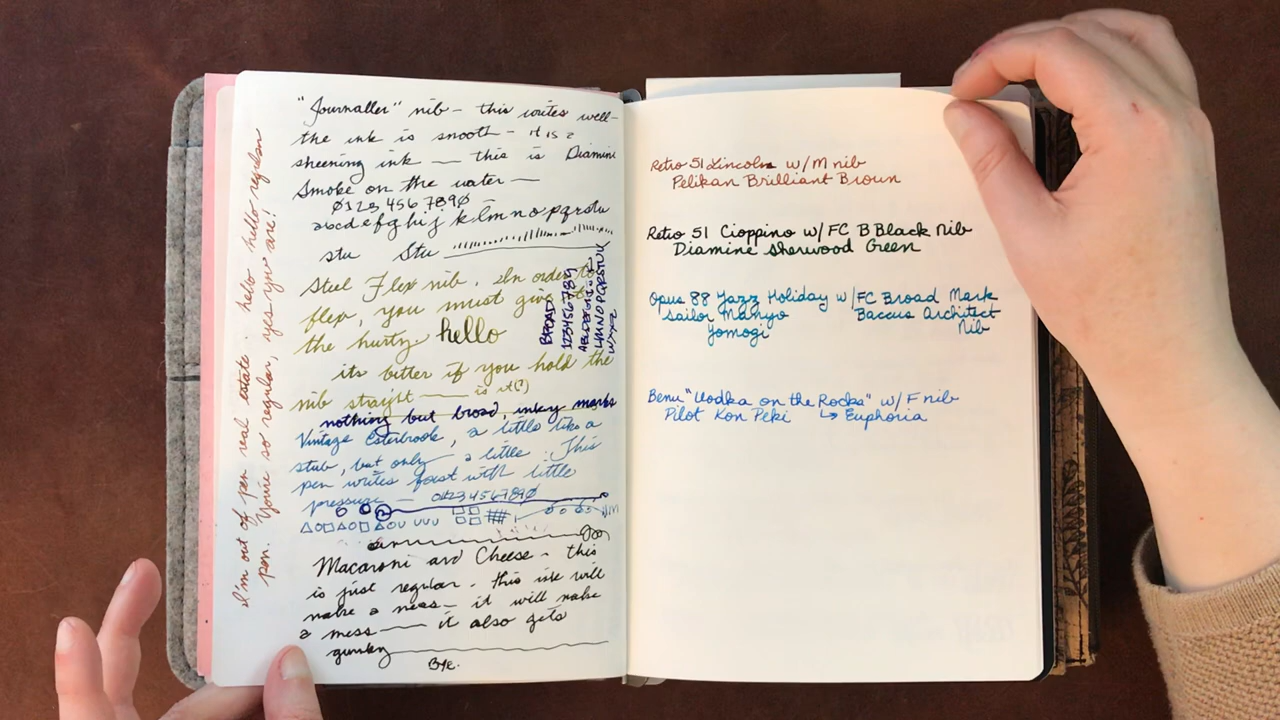 "Journaller" nib - this writes well-
the ink is smooth - it is a
sheening ink — this is Diamine
Smoke on the water —
Ø123456789Ø
abcdefghijklmnopqrstu
stu Stu
Steel Flex nib. In order to
flex, you must give it
the hurty. hello
its better if you hold the
nib straight — is it(?)
nothing but broad, inky marks
BROAD
123456789
LMNOPQRSTUV
WXYZ
Vintage Esterbrook, a little like a
stub, but only a little. This
pen writes fast with little
pressure — 0123456789Ø
Macaroni and Cheese - this
is just regular. this ink will
make a mess - it will make
a mess — it also gets
gunky
Bye.
I'm out of pen real estate. hello hello regular
pen. You're so regular, yes you are!
Retro 51 Lincoln w/ M nib
Pelikan Brilliant Brown
Retro 51 Cioppino w/ FC B Black Nib
Diamine Sherwood Green
Opus 88 Jazz Holiday w/ FC Broad Mark
Sailor Manyo Baccus Architect
Yomogi Nib
Benu "Vodka on the Rocks" w/ F nib
Pilot Kon Peki ↳ Euphoria